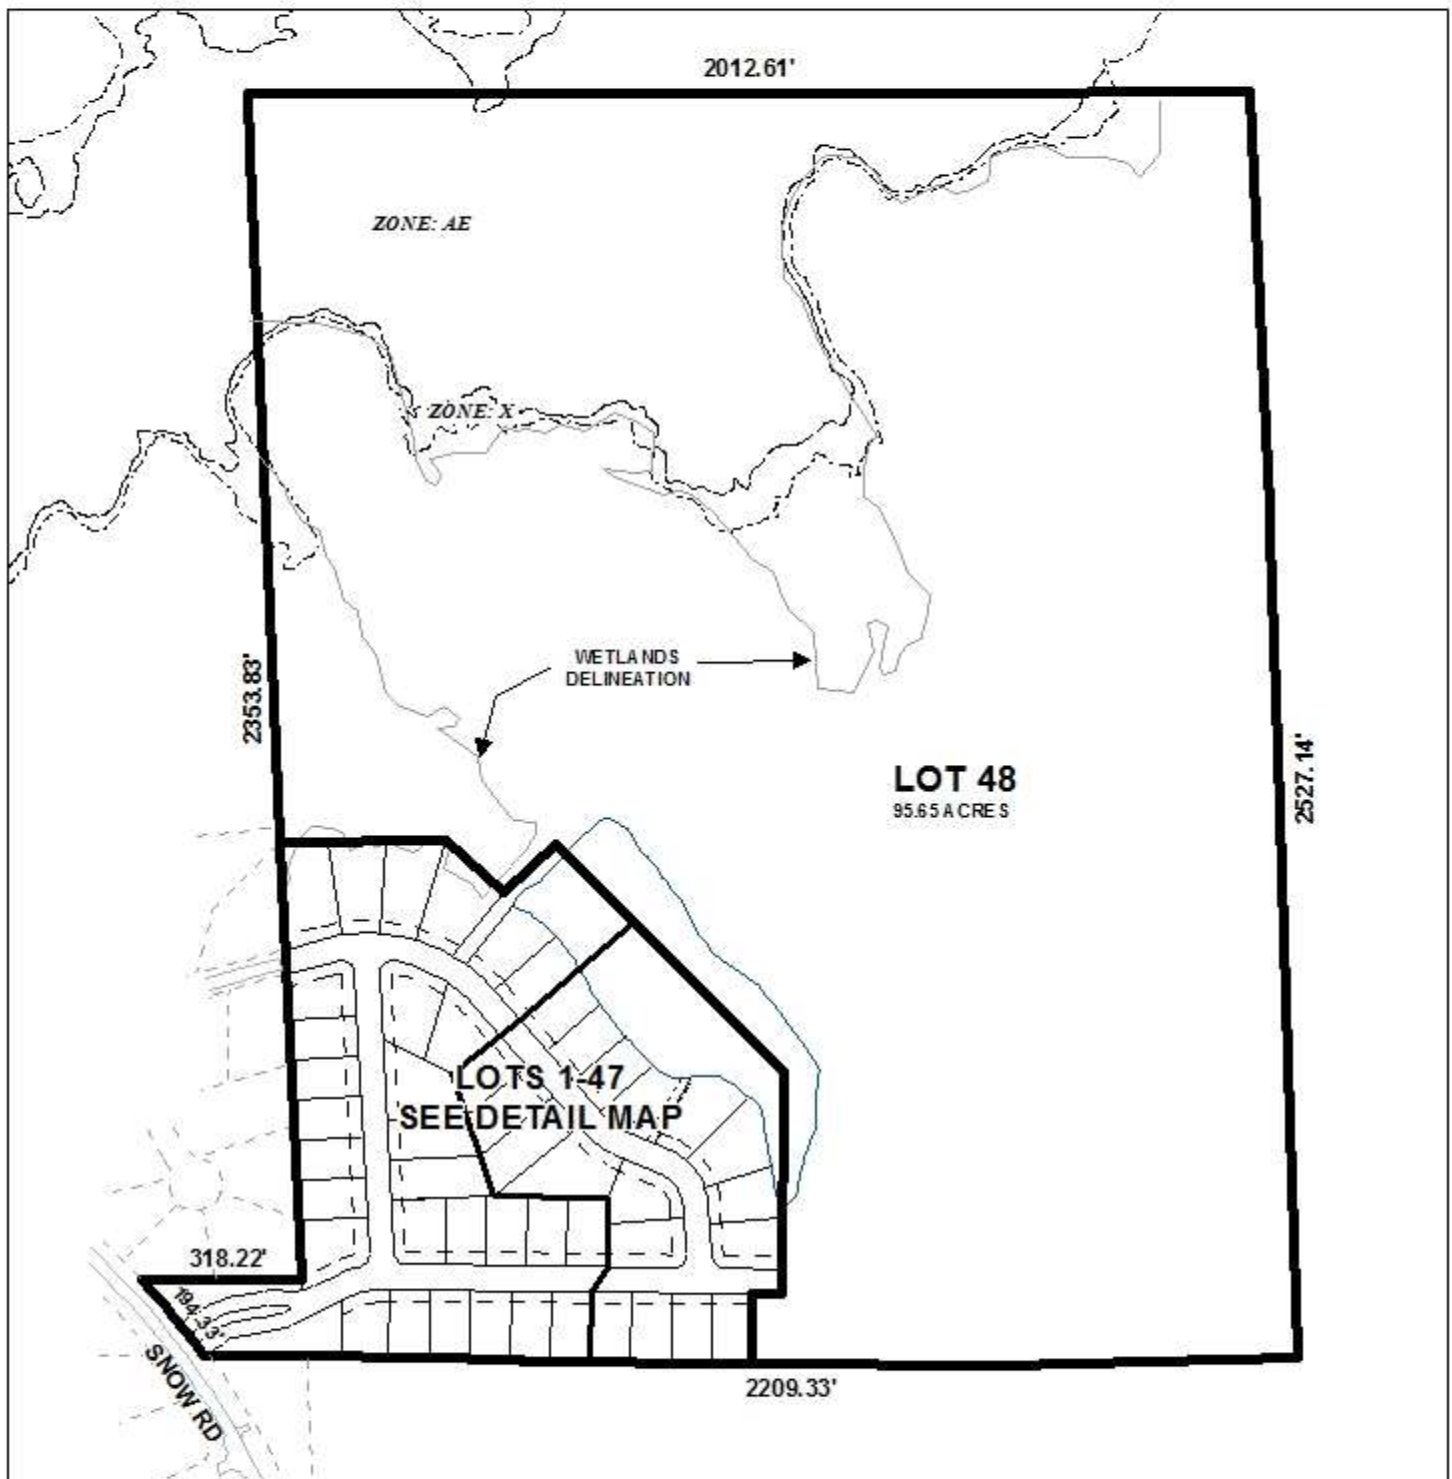 2012.61'
ZONE: AE
ZONE: X
WETLANDS
DELINEATION
2353.83'
LOT 48
95.65 ACRES
2527.14'
LOTS 1-47
SEE DETAIL MAP
318.22'
194.33'
SNOW RD
2209.33'